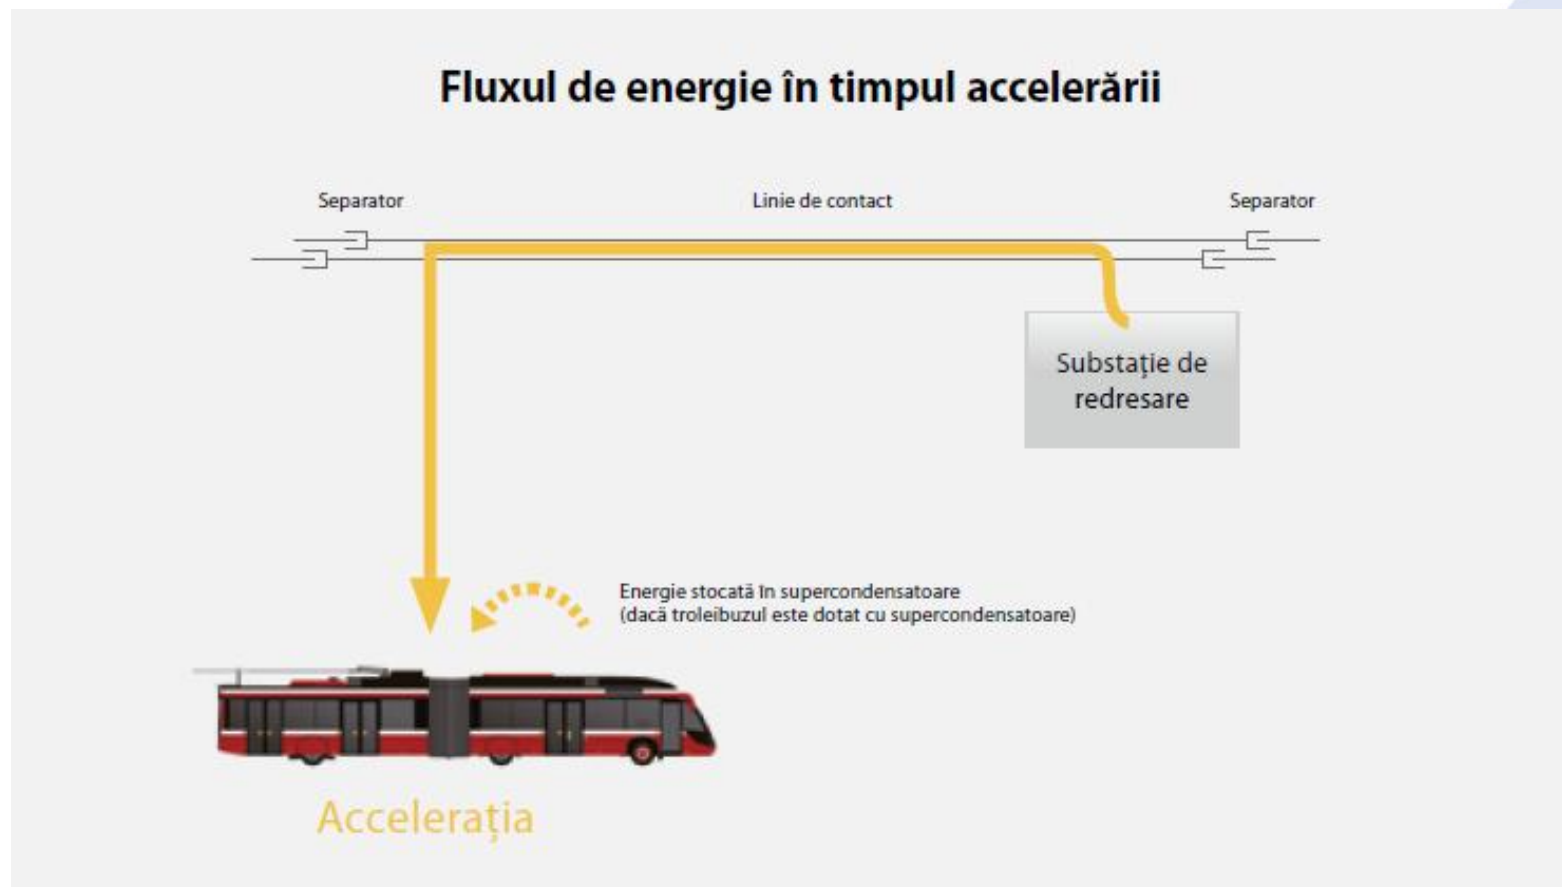 Fluxul de energie în timpul accelerării
Separator
Linie de contact
Separator
Substație de
redresare
Energie stocată în supercondensatoare
(dacă troleibuzul este dotat cu supercondensatoare)
Accelerația